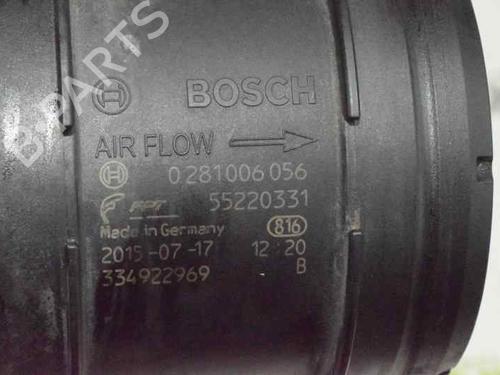 BOSCH
AIR FLOW
0 281 006 056
FPT 55220331
Made in Germany 816
2015-07-17 12:20
334922969 B
B-PARTS